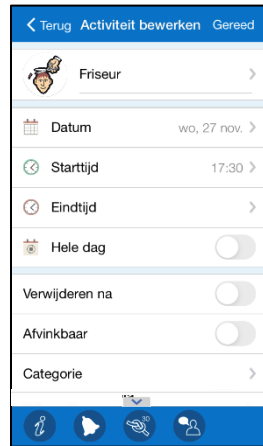 Terug Activiteit bewerken Gereed
Friseur
Datum wo, 27 nov.
Starttijd 17:30
Eindtijd
Hele dag
Verwijderen na
Afvinkbaar
Categorie
i 3D